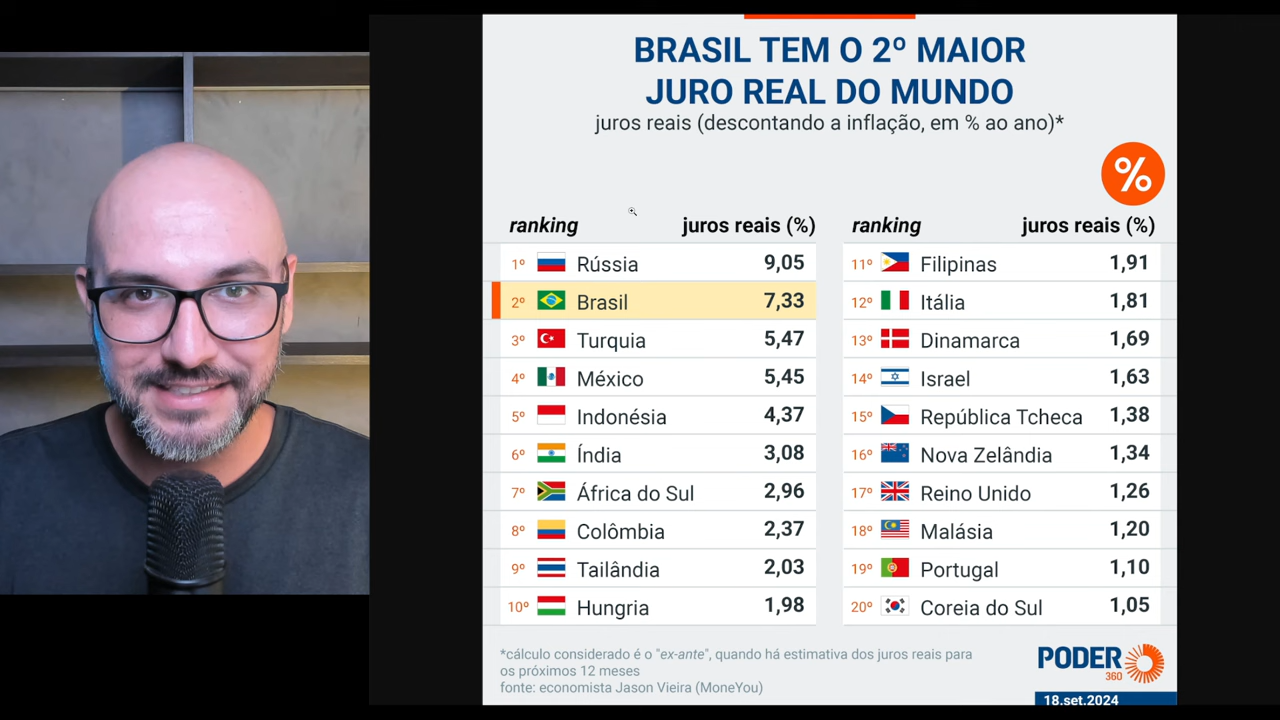 BRASIL TEM O 2º MAIOR
JURO REAL DO MUNDO
juros reais (descontando a inflação, em % ao ano)*
%
ranking juros reais (%)
1º Rússia 9,05
2º Brasil 7,33
3º Turquia 5,47
4º México 5,45
5º Indonésia 4,37
6º Índia 3,08
7º África do Sul 2,96
8º Colômbia 2,37
9º Tailândia 2,03
10º Hungria 1,98
ranking juros reais (%)
11º Filipinas 1,91
12º Itália 1,81
13º Dinamarca 1,69
14º Israel 1,63
15º República Tcheca 1,38
16º Nova Zelândia 1,34
17º Reino Unido 1,26
18º Malásia 1,20
19º Portugal 1,10
20º Coreia do Sul 1,05
*cálculo considerado é o "ex-ante", quando há estimativa dos juros reais para
os próximos 12 meses
fonte: economista Jason Vieira (MoneYou)
PODER
360
18.set.2024